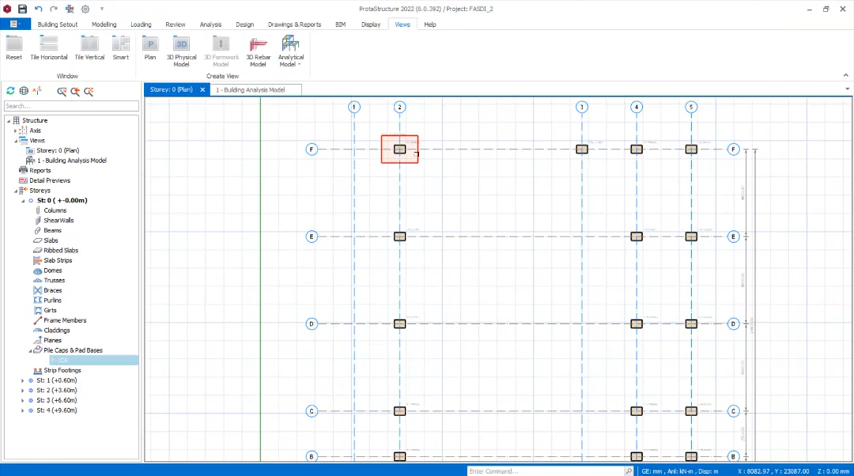 ProtaStructure 2022 (6.0.392) / Project: FASDI_2
Building Setout Modelling Loading Review Analysis Design Drawings & Reports BIM Display Views Help
Reset Tile Horizontal Tile Vertical Smart Plan 3D Physical Model 3D Formwork Model 3D Rebar Model Analytical Model
Window Create View
Storey: 0 (Plan) 1 - Building Analysis Model
Search...
Structure
Axis
Views
Storey: 0 (Plan)
1 - Building Analysis Model
Reports
Detail Previews
Storeys
St: 0 ( +-0.00m)
Columns
ShearWalls
Beams
Slabs
Ribbed Slabs
Slab Strips
Domes
Trusses
Braces
Purlins
Girts
Frame Members
Claddings
Planes
Pile Caps & Pad Bases
Strip Footings
St: 1 (+0.60m)
St: 2 (+3.60m)
St: 3 (+6.60m)
St: 4 (+9.60m)
1 2 3 4 5
F F
E E
D D
C C
B B
Enter Command...
GE: mm , Anl: kN-m , Displ: m
X : 8082.97 , Y : 23087.00
Z : 0.00 mm